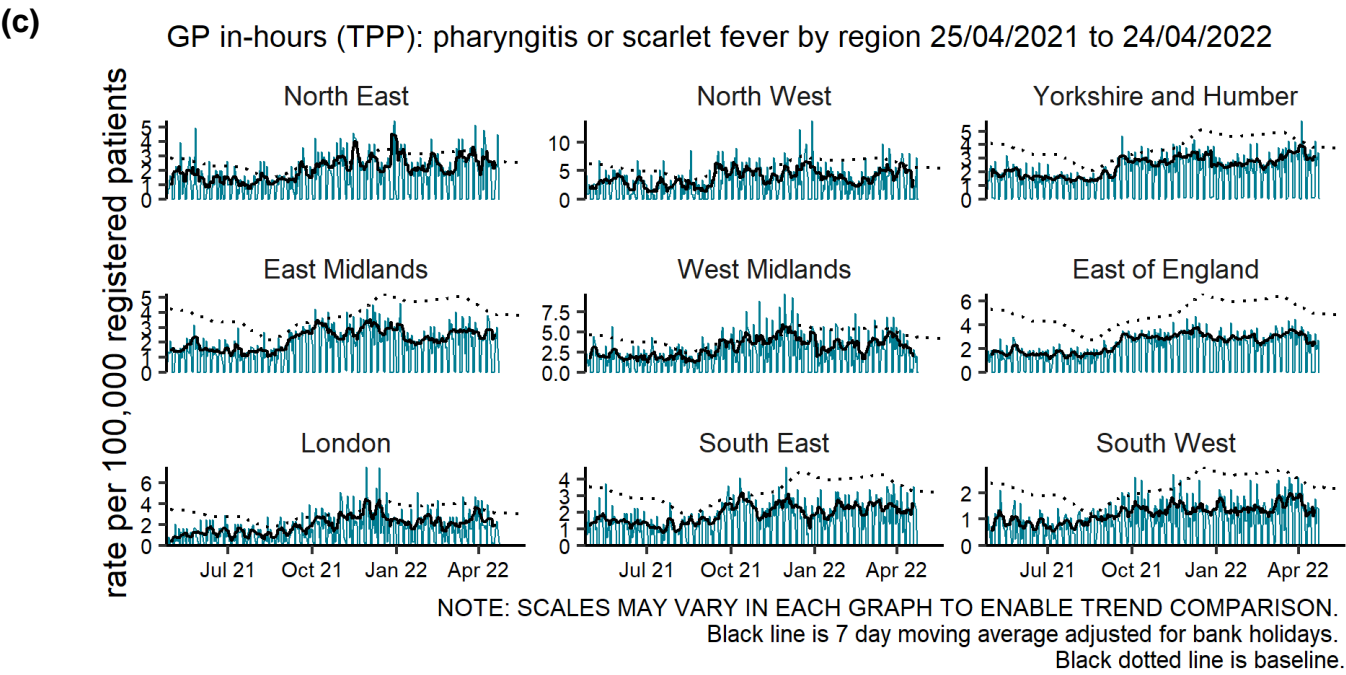 (c)
GP in-hours (TPP): pharyngitis or scarlet fever by region 25/04/2021 to 24/04/2022
rate per 100,000 registered patients
North East
5
4
3
2
1
0
North West
10
5
0
Yorkshire and Humber
5
4
3
2
1
0
East Midlands
5
4
3
2
1
0
West Midlands
7.5
5.0
2.5
0.0
East of England
6
4
2
0
London
6
4
2
0
Jul 21 Oct 21 Jan 22 Apr 22
South East
4
3
2
1
0
Jul 21 Oct 21 Jan 22 Apr 22
South West
2
1
0
Jul 21 Oct 21 Jan 22 Apr 22
NOTE: SCALES MAY VARY IN EACH GRAPH TO ENABLE TREND COMPARISON.
Black line is 7 day moving average adjusted for bank holidays.
Black dotted line is baseline.